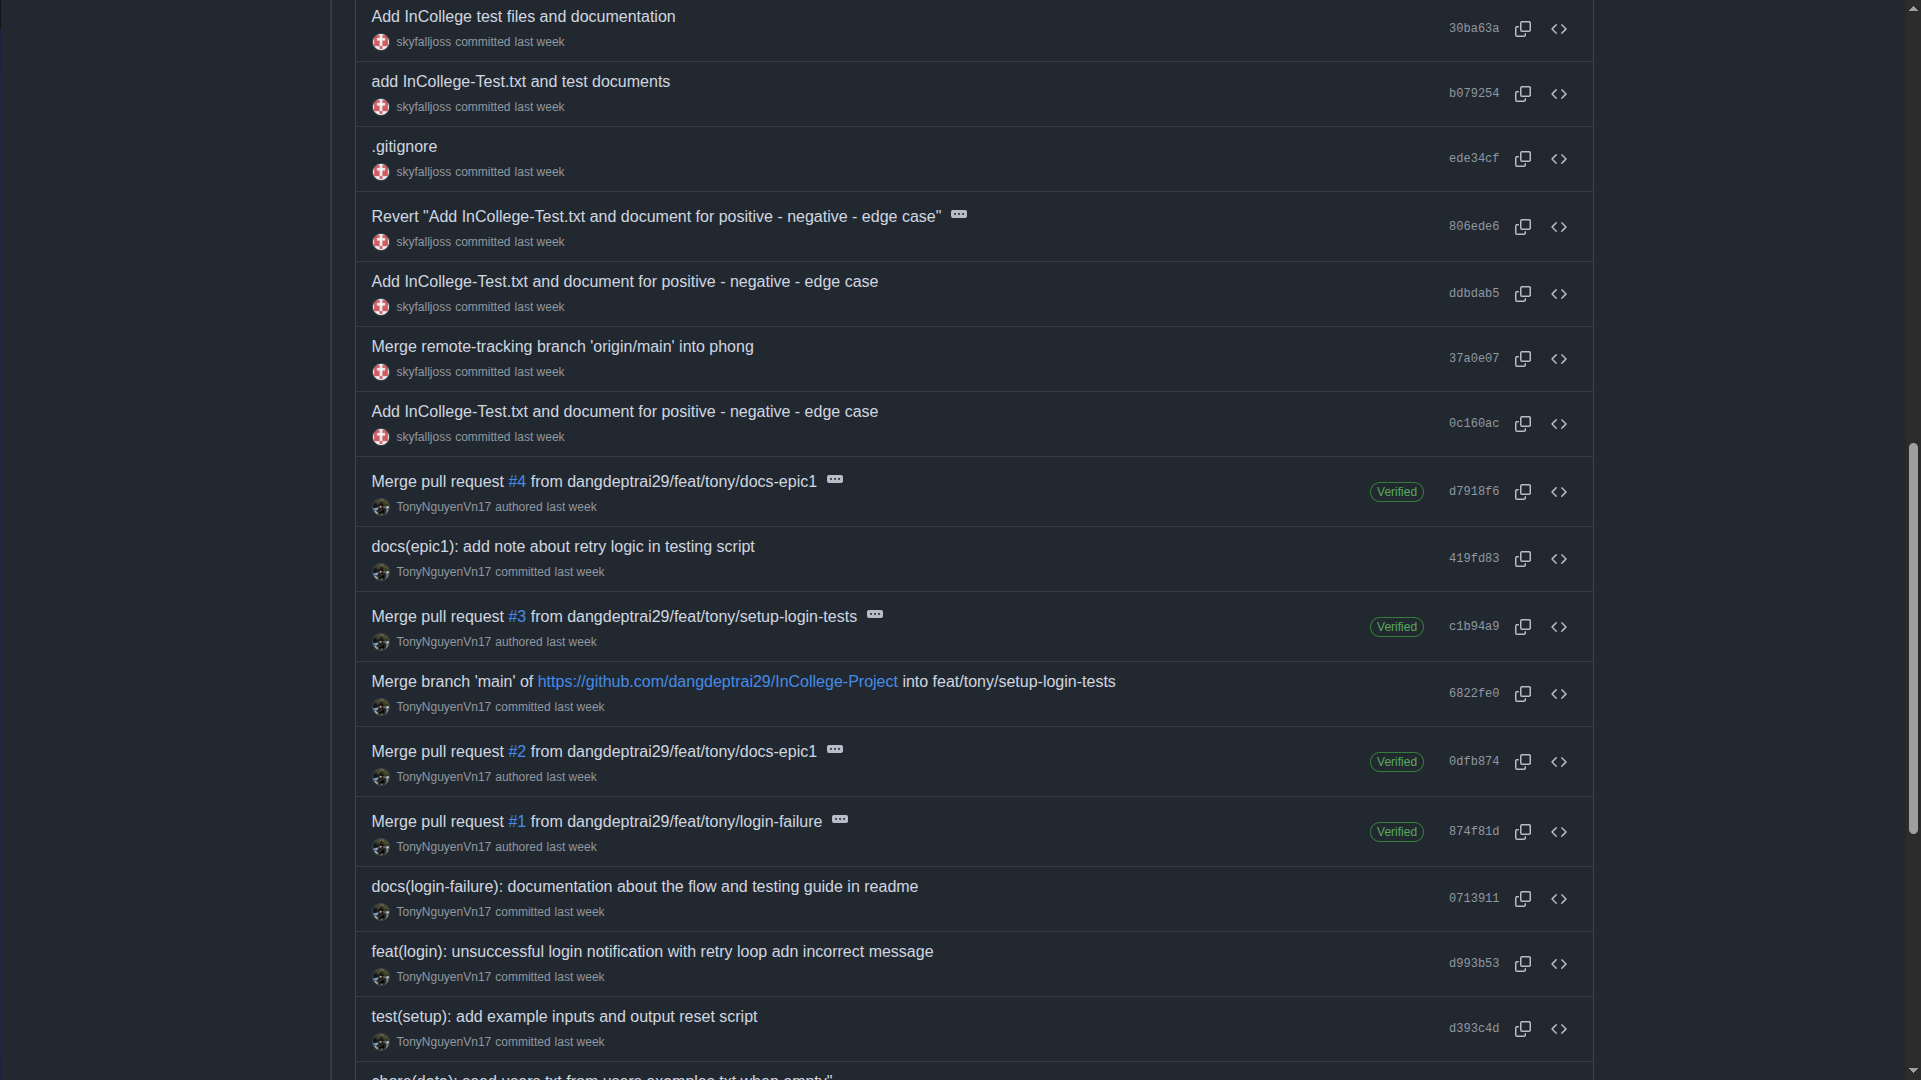 Add InCollege test files and documentation
skyfalljoss committed last week
30ba63a
add InCollege-Test.txt and test documents
skyfalljoss committed last week
b079254
.gitignore
skyfalljoss committed last week
ede34cf
Revert "Add InCollege-Test.txt and document for positive - negative - edge case"
skyfalljoss committed last week
806ede6
Add InCollege-Test.txt and document for positive - negative - edge case
skyfalljoss committed last week
ddbdab5
Merge remote-tracking branch 'origin/main' into phong
skyfalljoss committed last week
37a0e07
Add InCollege-Test.txt and document for positive - negative - edge case
skyfalljoss committed last week
0c160ac
Merge pull request #4 from dangdeptrai29/feat/tony/docs-epic1
TonyNguyenVn17 authored last week
Verified d7918f6
docs(epic1): add note about retry logic in testing script
TonyNguyenVn17 committed last week
419fd83
Merge pull request #3 from dangdeptrai29/feat/tony/setup-login-tests
TonyNguyenVn17 authored last week
Verified c1b94a9
Merge branch 'main' of https://github.com/dangdeptrai29/InCollege-Project into feat/tony/setup-login-tests
TonyNguyenVn17 committed last week
6822fe0
Merge pull request #2 from dangdeptrai29/feat/tony/docs-epic1
TonyNguyenVn17 authored last week
Verified 0dfb874
Merge pull request #1 from dangdeptrai29/feat/tony/login-failure
TonyNguyenVn17 authored last week
Verified 874f81d
docs(login-failure): documentation about the flow and testing guide in readme
TonyNguyenVn17 committed last week
0713911
feat(login): unsuccessful login notification with retry loop adn incorrect message
TonyNguyenVn17 committed last week
d993b53
test(setup): add example inputs and output reset script
TonyNguyenVn17 committed last week
d393c4d
chore(data): seed users.txt from users.examples.txt when empty"